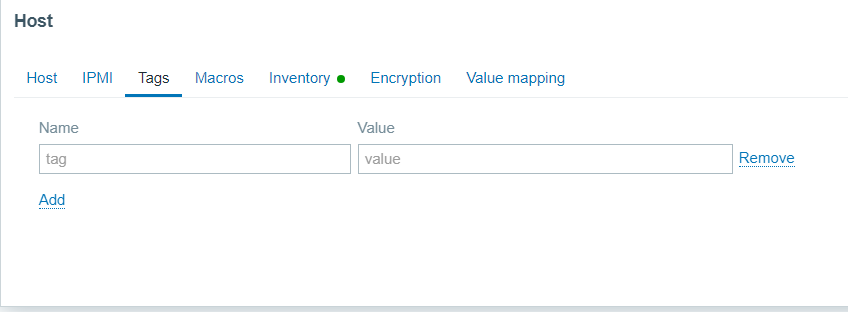 Host
Host IPMI Tags Macros Inventory Encryption Value mapping
Name Value
tag value Remove
Add